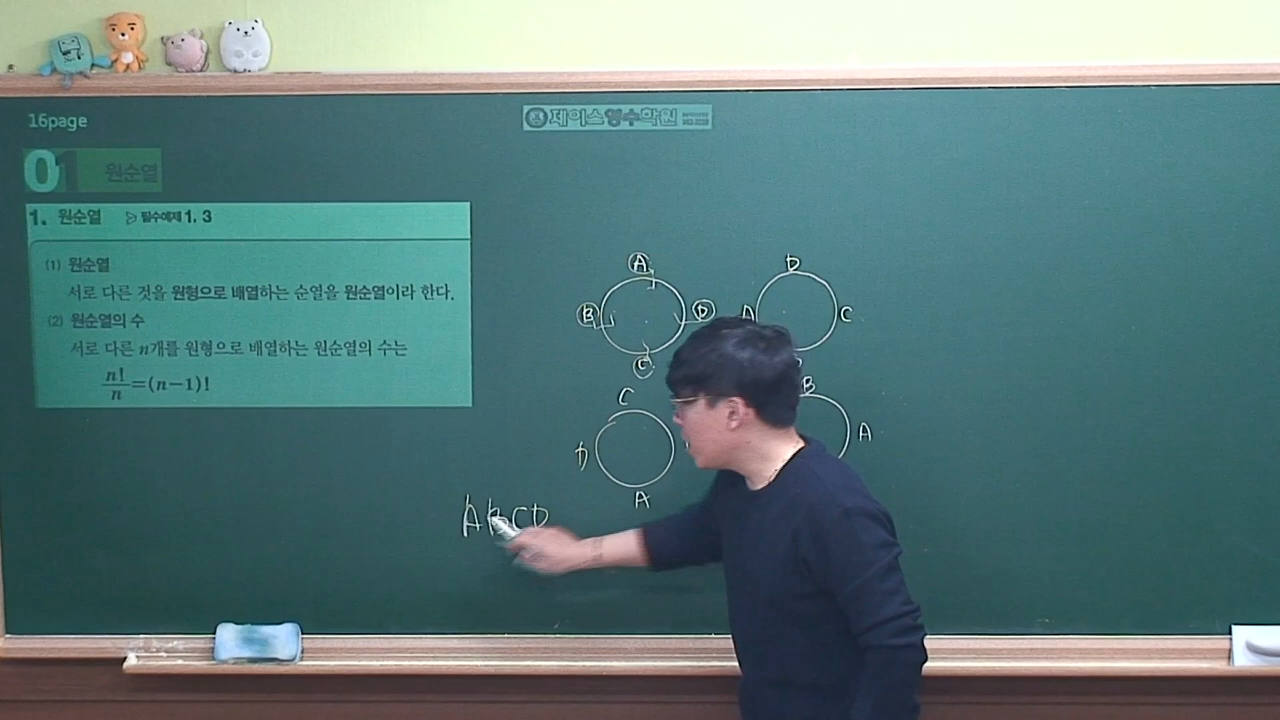 16page
제이스영수학원
01 원순열
1. 원순열 ▷ 필수예제 1, 3
(1) 원순열
서로 다른 것을 원형으로 배열하는 순열을 원순열이라 한다.
(2) 원순열의 수
서로 다른 n개를 원형으로 배열하는 원순열의 수는
n!/n=(n-1)!
A
B
D
C
D
A
C
C
D
A
B
A
ABCD